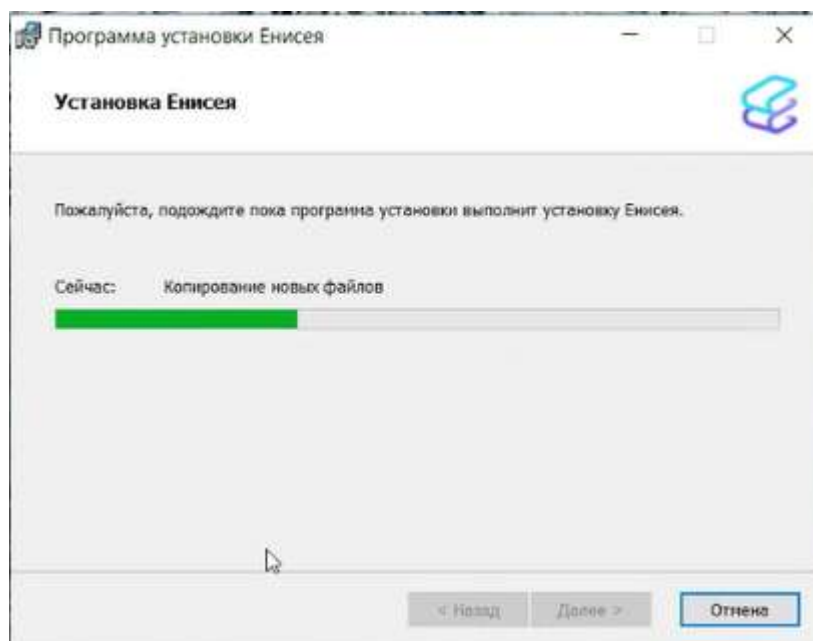 Программа установки Енисея
Установка Енисея
Пожалуйста, подождите пока программа установки выполнит установку Енисея.
Сейчас: Копирование новых файлов
< Назад Далее > Отмена